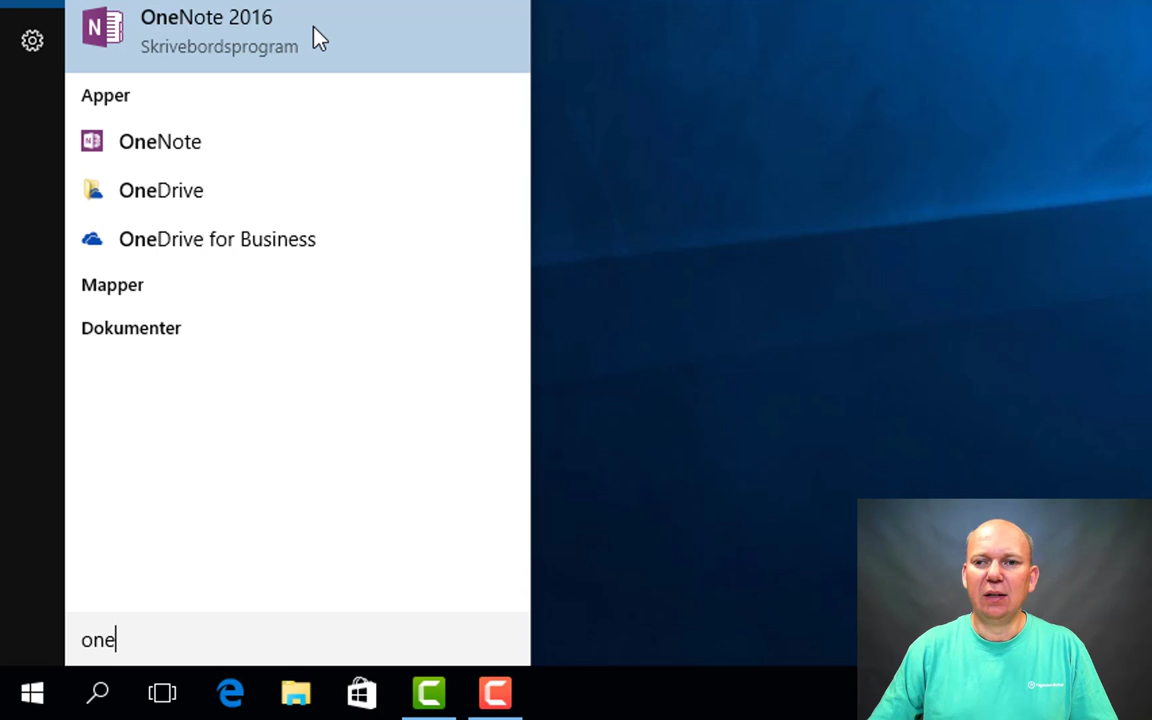 OneNote 2016
Skrivebordsprogram
Apper
OneNote
OneDrive
OneDrive for Business
Mapper
Dokumenter
one